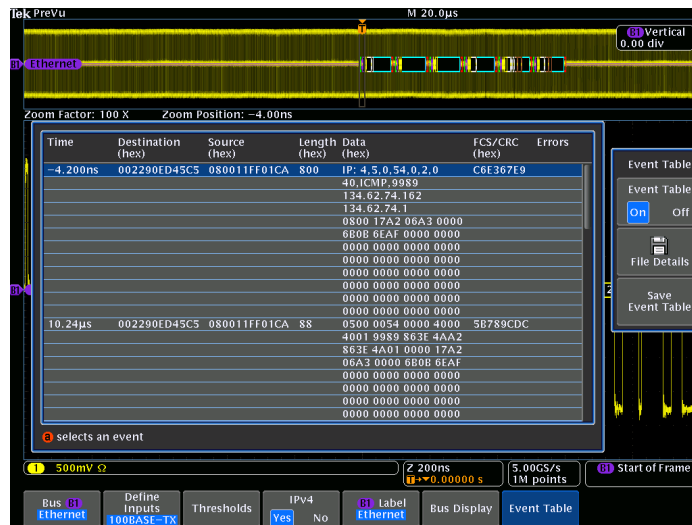 Tek PreVu M 20.0µs
T
B1 Vertical
0.00 div
B1 Ethernet
Zoom Factor: 100 X Zoom Position: −4.00ns
Time Destination (hex) Source (hex) Length (hex) Data (hex) FCS/CRC (hex) Errors
−4.200ns 002290ED45C5 080011FF01CA 800 IP: 4,5,0,54,0,2,0 C6E367E9
40,ICMP,9989
134.62.74.162
134.62.74.1
0800 17A2 06A3 0000
6B0B 6EAF 0000 0000
0000 0000 0000 0000
0000 0000 0000 0000
0000 0000 0000 0000
0000 0000 0000 0000
0000 0000 0000 0000
0000 0000 0000 0000
10.24µs 002290ED45C5 080011FF01CA 88 0500 0054 0000 4000 5B789CDC
4001 9989 863E 4AA2
863E 4A01 0000 17A2
06A3 0000 6B0B 6EAF
0000 0000 0000 0000
0000 0000 0000 0000
0000 0000 0000 0000
0000 0000 0000 0000
a selects an event
B1
Z
Event Table
Event Table
On Off
File Details
Save
Event Table
1 500mV Ω
Z 200ns
T→▼0.00000 s
5.00GS/s
1M points
B1 Start of Frame
Bus B1
Ethernet
Define
Inputs
100BASE−TX
Thresholds
IPv4
Yes No
B1 Label
Ethernet
Bus Display
Event Table